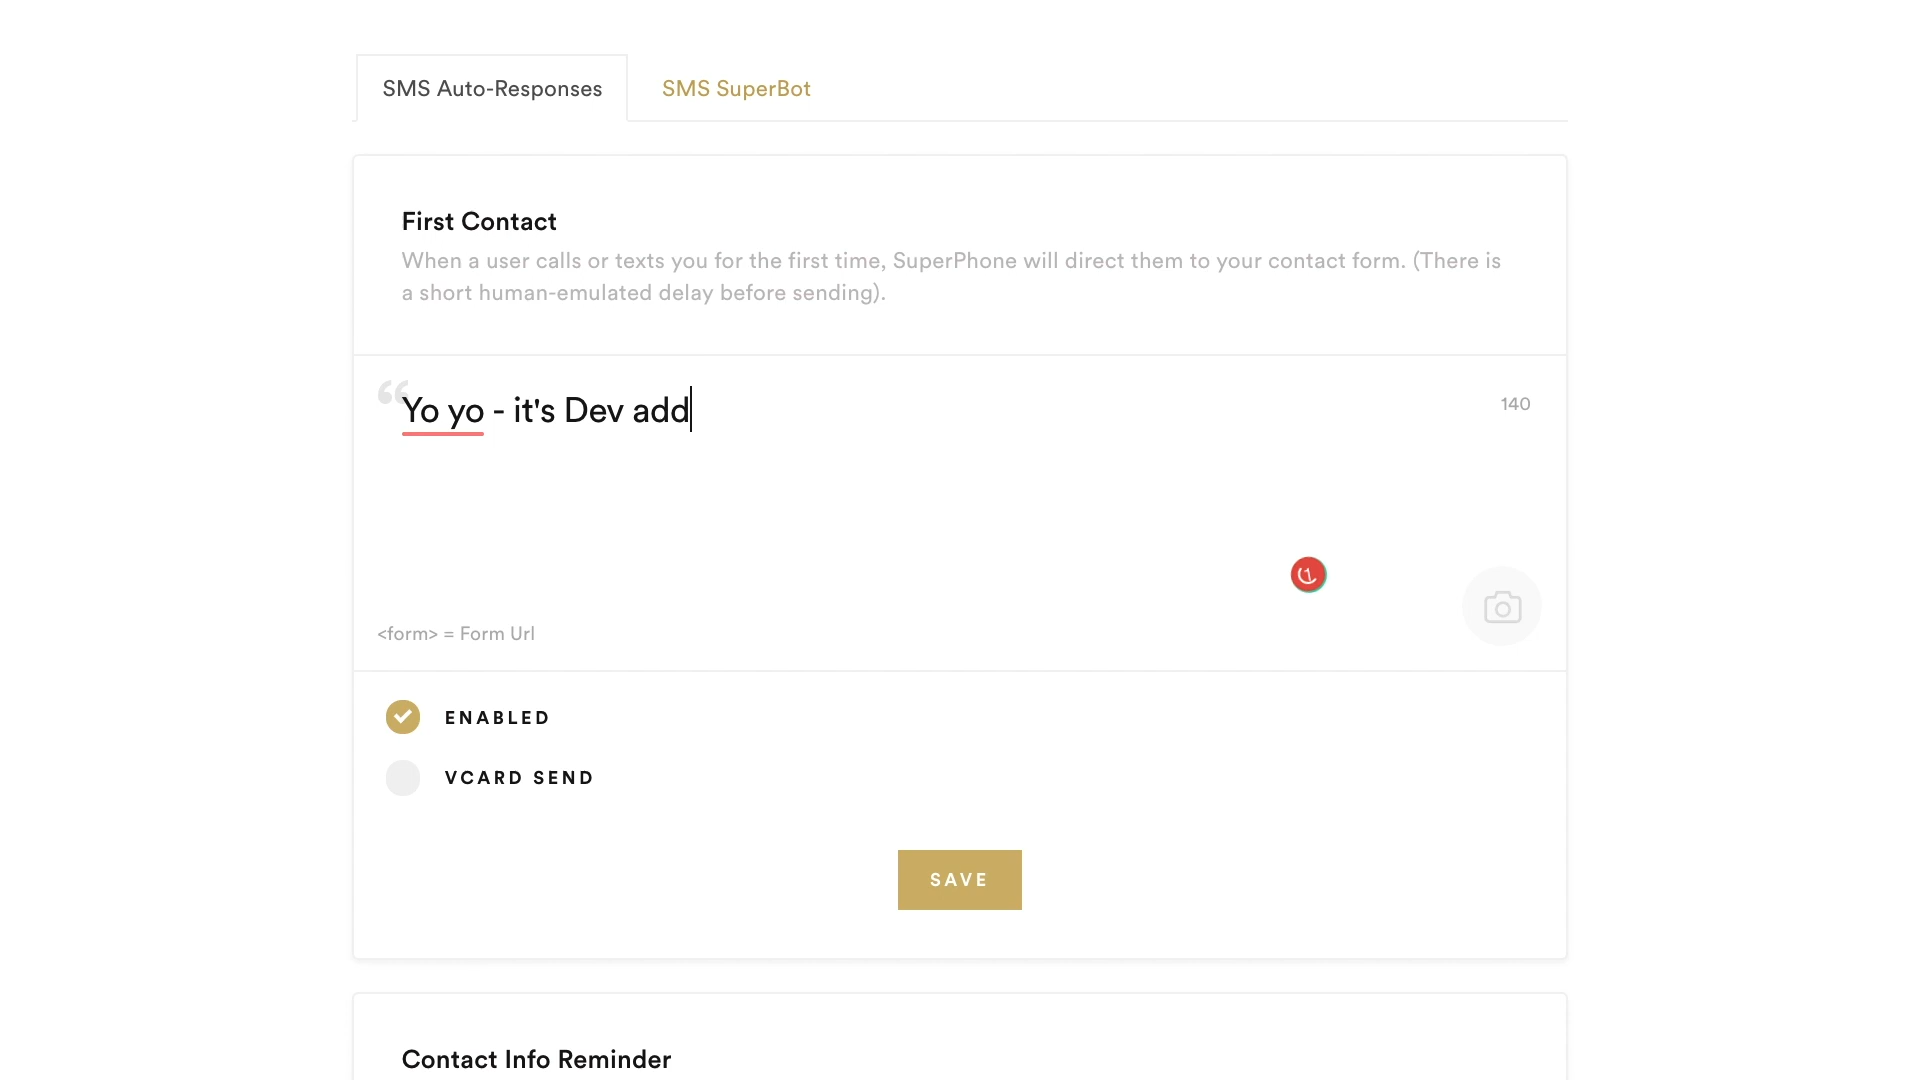 SMS Auto-Responses
SMS SuperBot
First Contact
When a user calls or texts you for the first time, SuperPhone will direct them to your contact form. (There is
a short human-emulated delay before sending).
“
Yo yo - it's Dev add
140
1
<form> = Form Url
ENABLED
VCARD SEND
SAVE
Contact Info Reminder